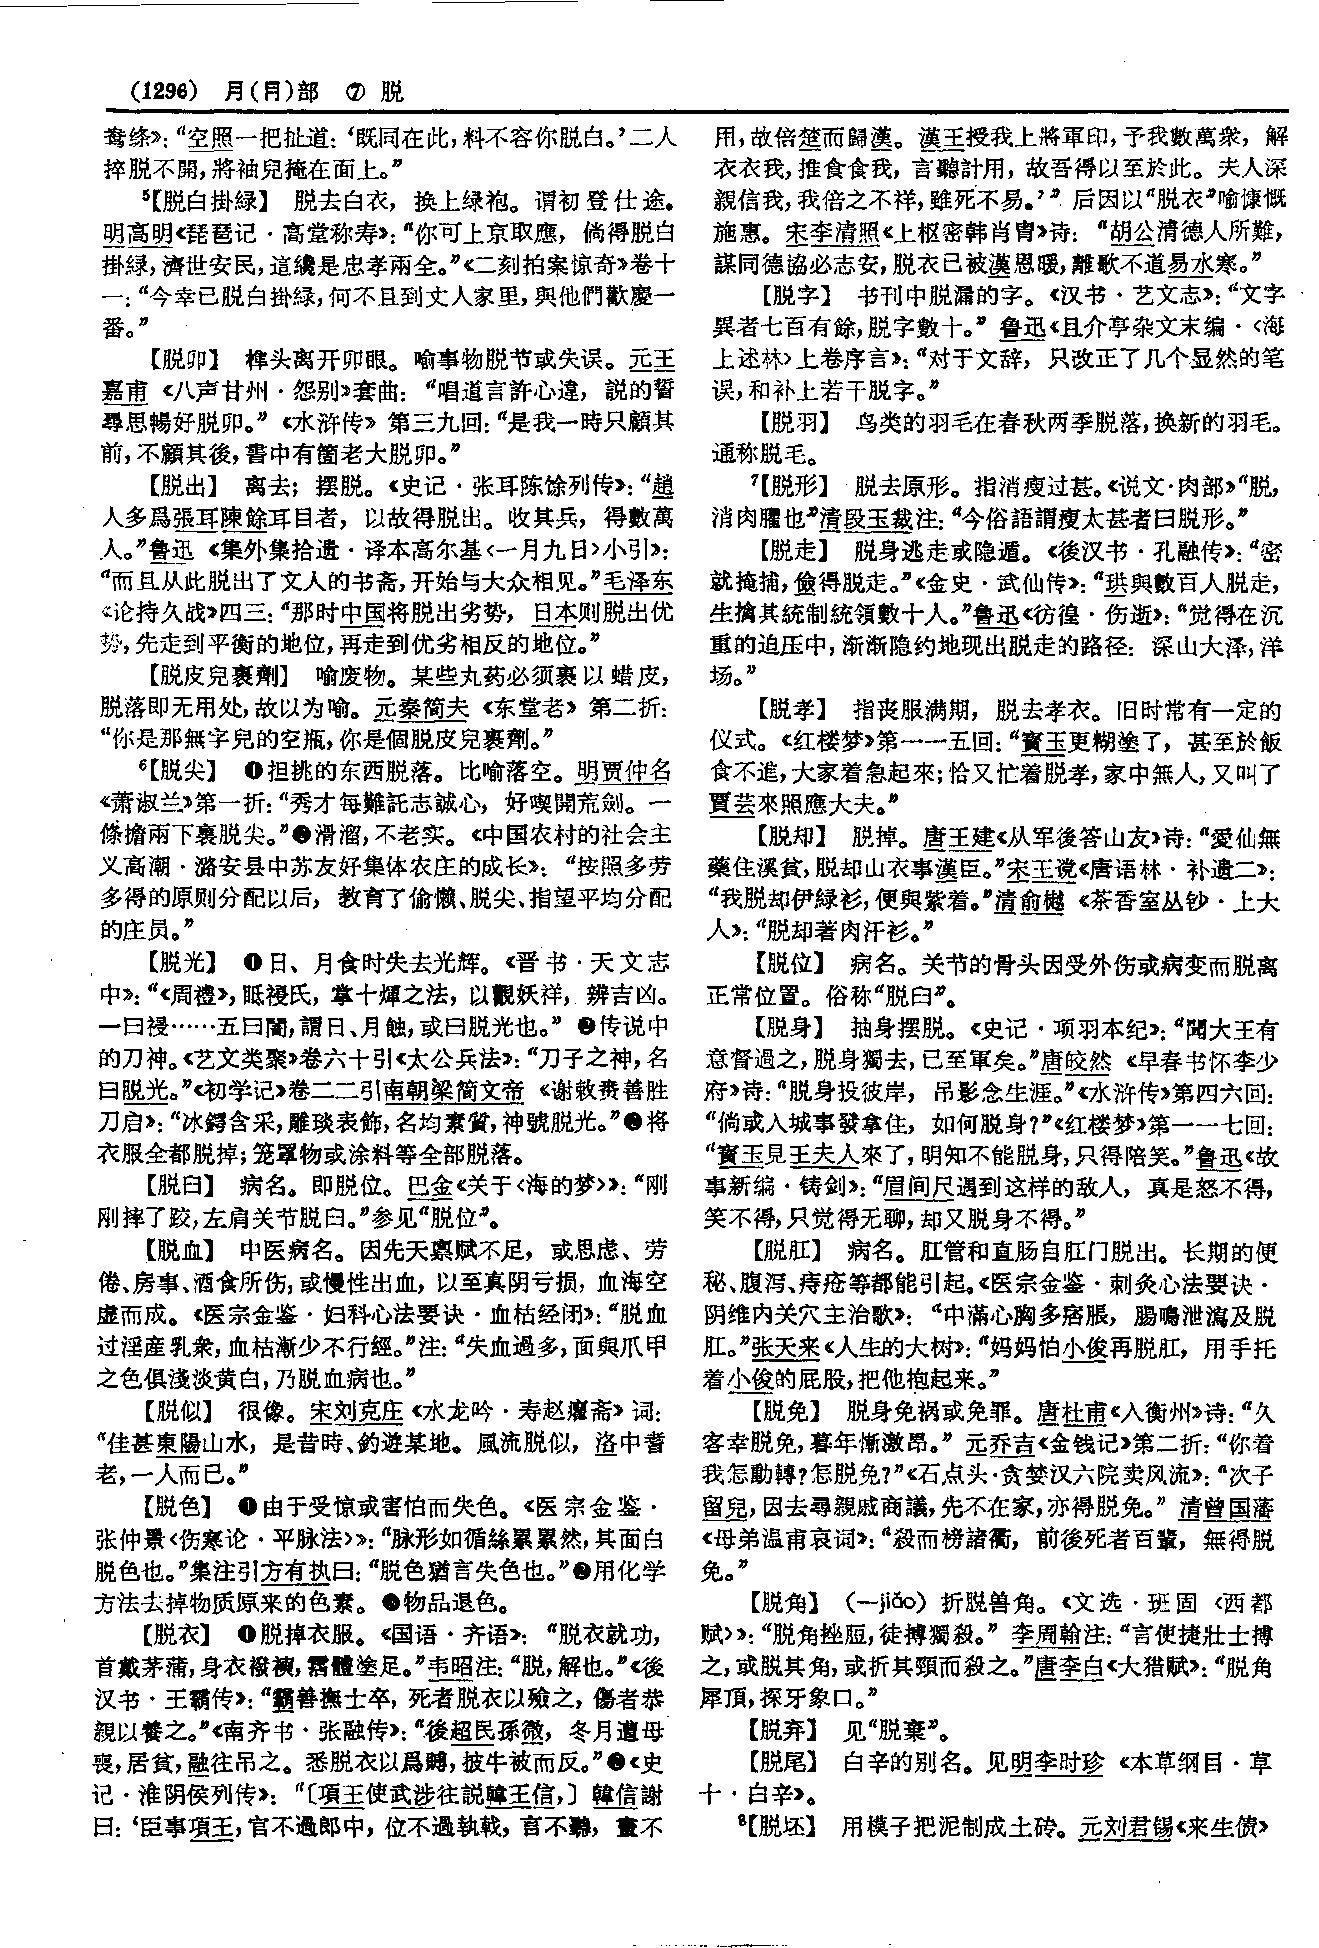 (1296) 月(⺼)部 ⑦ 脱
鸯绦》：“空照一把扯道：‘既同在此，料不容你脱白。’二人
捽脱不開，將袖兒掩在面上。”
⁵【脱白掛緑】 脱去白衣，换上绿袍。谓初登仕途。
明高明《琵琶记·高堂称寿》：“你可上京取應，倘得脱白
掛緑，濟世安民，道纔是忠孝兩全。”《二刻拍案惊奇》卷十
一：“今幸已脱白掛緑，何不且到丈人家里，與他們歡慶一
番。”
【脱卯】 榫头离开卯眼。喻事物脱节或失误。元王
嘉甫《八声甘州·怨别》套曲：“唱道言許心違，説的誓
尋思暢好脱卯。”《水浒传》第三九回：“是我一時只顧其
前，不顧其後，書中有箇老大脱卯。”
【脱出】 离去；摆脱。《史记·张耳陈馀列传》：“趙
人多爲張耳陳餘耳目者，以故得脱出。收其兵，得數萬
人。”鲁迅《集外集拾遗·译本高尔基〈一月九日〉小引》：
“而且从此脱出了文人的书斋，开始与大众相见。”毛泽东
《论持久战》四三：“那时中国将脱出劣势，日本则脱出优
势，先走到平衡的地位，再走到优劣相反的地位。”
【脱皮兒裹劑】 喻废物。某些丸药必须裹以蜡皮，
脱落即无用处，故以为喻。元秦简夫《东堂老》第二折：
“你是那無字兒的空瓶，你是個脱皮兒裹劑。”
⁶【脱尖】 ❶担挑的东西脱落。比喻落空。明贾仲名
《萧淑兰》第一折：“秀才每難託志誠心，好喫開荒劍。一
條擔兩下裏脱尖。”❷滑溜，不老实。《中国农村的社会主
义高潮·潞安县中苏友好集体农庄的成长》：“按照多劳
多得的原则分配以后，教育了偷懒、脱尖、指望平均分配
的庄员。”
【脱光】 ❶日、月食时失去光辉。《晋书·天文志
中》：“《周禮》，眡祲氏，掌十煇之法，以觀妖祥，辨吉凶。
一曰祲……五曰闇，謂日、月蝕，或曰脱光也。”❷传说中
的刀神。《艺文类聚》卷六十引《太公兵法》：“刀子之神，名
曰脱光。”《初学记》卷二二引南朝梁简文帝《谢敕赉善胜
刀启》：“冰鍔含采，雕琰表飾，名均素質，神號脱光。”❸将
衣服全都脱掉；笼罩物或涂料等全部脱落。
【脱臼】 病名。即脱位。巴金《关于〈海的梦〉》：“刚
刚摔了跤，左肩关节脱臼。”参见“脱位”。
【脱血】 中医病名。因先天禀赋不足，或思虑、劳
倦、房事、酒食所伤，或慢性出血，以至真阴亏损，血海空
虚而成。《医宗金鉴·妇科心法要诀·血枯经闭》：“脱血
过淫產乳衆，血枯漸少不行經。”注：“失血過多，面與爪甲
之色俱淺淡黄白，乃脱血病也。”
【脱似】 很像。宋刘克庄《水龙吟·寿赵癯斋》词：
“佳甚東陽山水，是昔時、釣遊某地。風流脱似，洛中耆
老，一人而已。”
【脱色】 ❶由于受惊或害怕而失色。《医宗金鉴·
张仲景〈伤寒论·平脉法〉》：“脉形如循絲累累然，其面白
脱色也。”集注引方有执曰：“脱色猶言失色也。”❷用化学
方法去掉物质原来的色素。❸物品退色。
【脱衣】 ❶脱掉衣服。《国语·齐语》：“脱衣就功，
首戴茅蒲，身衣襏襫，霑體塗足。”韦昭注：“脱，解也。”《後
汉书·王霸传》：“霸善撫士卒，死者脱衣以殮之，傷者恭
親以養之。”《南齐书·张融传》：“後超民孫微，冬月遭母
喪，居貧，融往吊之。悉脱衣以爲賻，披牛被而反。”❷《史
记·淮阴侯列传》：“〔項王使武涉往説韓王信，〕韓信謝
曰：‘臣事項王，官不過郎中，位不過執戟，言不聽，畫不
用，故倍楚而歸漢。漢王授我上將軍印，予我數萬衆，解
衣衣我，推食食我，言聽計用，故吾得以至於此。夫人深
親信我，我倍之不祥，雖死不易。’”后因以“脱衣”喻慷慨
施惠。宋李清照《上枢密韩肖胄》诗：“胡公清德人所難，
謀同德協必志安，脱衣已被漢恩暖，離歌不道易水寒。”
【脱字】 书刊中脱漏的字。《汉书·艺文志》：“文字
異者七百有餘，脱字數十。”鲁迅《且介亭杂文末编·〈海
上述林〉上卷序言》：“对于文辞，只改正了几个显然的笔
误，和补上若干脱字。”
【脱羽】 鸟类的羽毛在春秋两季脱落，换新的羽毛。
通称脱毛。
⁷【脱形】 脱去原形。指消瘦过甚。《说文·肉部》“脱，
消肉臞也”清段玉裁注：“今俗語謂瘦太甚者曰脱形。”
【脱走】 脱身逃走或隐遁。《後汉书·孔融传》：“密
就掩捕，儉得脱走。”《金史·武仙传》：“珙與數百人脱走，
生擒其統制統領數十人。”鲁迅《彷徨·伤逝》：“觉得在沉
重的迫压中，渐渐隐约地现出脱走的路径：深山大泽，洋
场。”
【脱孝】 指丧服满期，脱去孝衣。旧时常有一定的
仪式。《红楼梦》第一一五回：“寳玉更糊塗了，甚至於飯
食不進，大家着急起來；恰又忙着脱孝，家中無人，又叫了
賈芸來照應大夫。”
【脱却】 脱掉。唐王建《从军後答山友》诗：“愛仙無
藥住溪貧，脱却山衣事漢臣。”宋王谠《唐语林·补遗二》：
“我脱却伊緑衫，便與紫着。”清俞樾《茶香室丛钞·上大
人》：“脱却著肉汗衫。”
【脱位】 病名。关节的骨头因受外伤或病变而脱离
正常位置。俗称“脱臼”。
【脱身】 抽身摆脱。《史记·项羽本纪》：“聞大王有
意督過之，脱身獨去，已至軍矣。”唐皎然《早春书怀李少
府》诗：“脱身投彼岸，吊影念生涯。”《水浒传》第四六回：
“倘或入城事發拿住，如何脱身？”《红楼梦》第一一七回：
“寳玉見王夫人來了，明知不能脱身，只得陪笑。”鲁迅《故
事新编·铸剑》：“眉间尺遇到这样的敌人，真是怒不得，
笑不得，只觉得无聊，却又脱身不得。”
【脱肛】 病名。肛管和直肠自肛门脱出。长期的便
秘、腹泻、痔疮等都能引起。《医宗金鉴·刺灸心法要诀·
阴维内关穴主治歌》：“中滿心胸多痞脹，腸鳴泄瀉及脱
肛。”张天来《人生的大树》：“妈妈怕小俊再脱肛，用手托
着小俊的屁股，把他抱起来。”
【脱免】 脱身免祸或免罪。唐杜甫《入衡州》诗：“久
客幸脱免，暮年慚激昂。”元乔吉《金钱记》第二折：“你着
我怎動轉？怎脱免？”《石点头·贪婪汉六院卖风流》：“次子
留兒，因去尋親戚商議，先不在家，亦得脱免。”清曾国藩
《母弟温甫哀词》：“殺而榜諸衢，前後死者百輩，無得脱
免。”
【脱角】 （—jiǎo）折脱兽角。《文选·班固〈西都
赋〉》：“脱角挫脰，徒搏獨殺。”李周翰注：“言使捷壯士搏
之，或脱其角，或折其頸而殺之。”唐李白《大猎赋》：“脱角
犀頂，探牙象口。”
【脱弃】 见“脱棄”。
【脱尾】 白辛的别名。见明李时珍《本草纲目·草
十·白辛》。
⁸【脱坯】 用模子把泥制成土砖。元刘君锡《来生债》